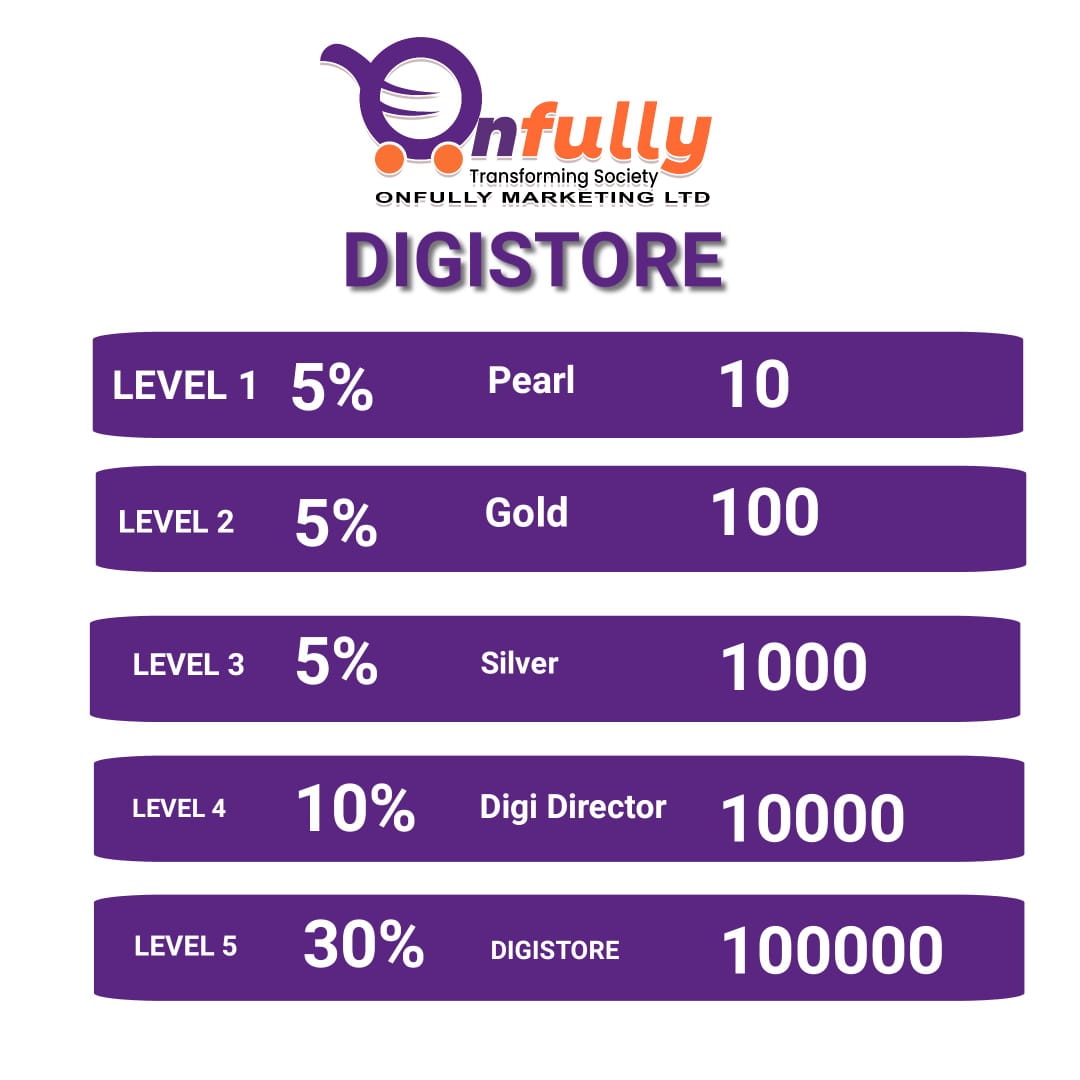 Onfully
Transforming Society
ONFULLY MARKETING LTD
DIGISTORE
LEVEL 1 5% Pearl 10
LEVEL 2 5% Gold 100
LEVEL 3 5% Silver 1000
LEVEL 4 10% Digi Director 10000
LEVEL 5 30% DIGISTORE 100000